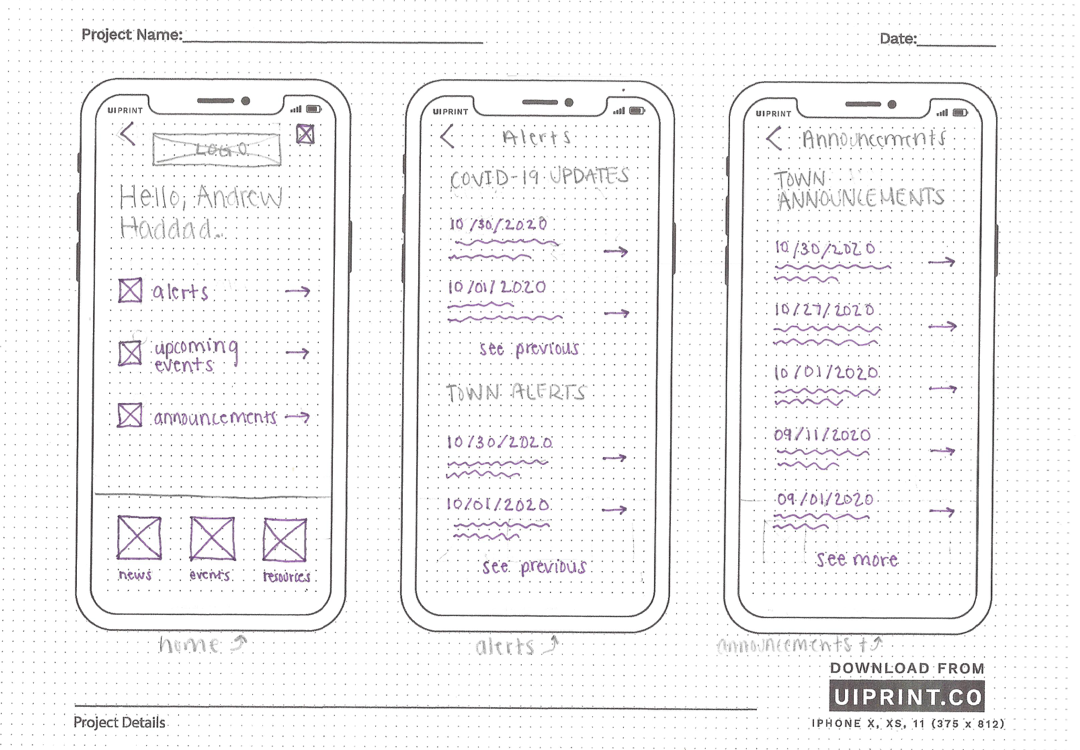 Project Name:
Date:
UIPRINT
LOGO
Hello, Andrew
Haddad.
alerts
upcoming
events
announcements
news
events
resources
home
UIPRINT
Alerts
COVID-19 UPDATES
10/30/2020
10/01/2020
see previous
TOWN ALERTS
10/30/2020
10/01/2020
see previous
alerts
UIPRINT
Announcements
TOWN
ANNOUNCEMENTS
10/30/2020
10/27/2020
10/01/2020
09/11/2020
09/01/2020
see more
announcements
DOWNLOAD FROM
UIPRINT.CO
IPHONE X, XS, 11 (375 x 812)
Project Details